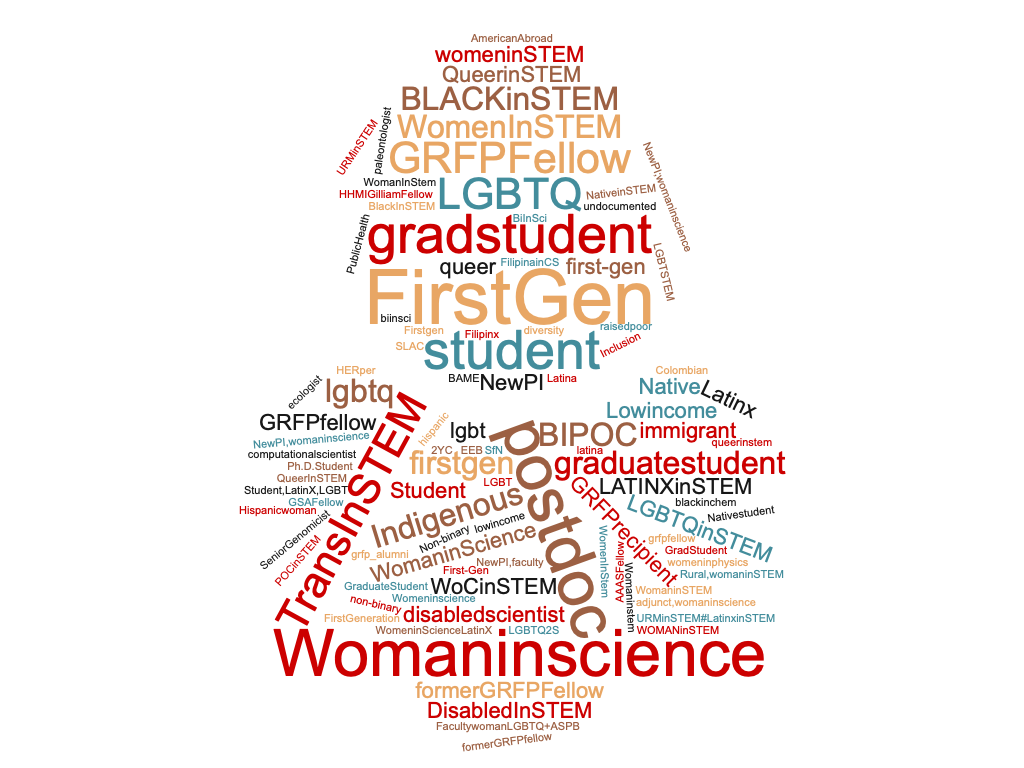 AmericanAbroad
womeninSTEM
QueerinSTEM
BLACKinSTEM
WomenInSTEM
URMinSTEM
paleontologist
GRFPFellow
NewPI;womaninscience
WomanInStem
HHMIGilliamFellow
BlackInSTEM
LGBTQ
NativeinSTEM
undocumented
BiInSci
PublicHealth
gradstudent
LGBTSTEM
queer
FilipinainCS
first-gen
FirstGen
biinsci
Firstgen
Filipinx
diversity
raisedpoor
SLAC
student
Inclusion
BAME
NewPI
Latina
HERper
Colombian
ecologist
lgbtq
Native
Latinx
GRFPfellow
TransInSTEM
hispanic
lgbt
postdoc
BIPOC
Lowincome
immigrant
queerinstem
NewPI,womaninscience
computationalscientist
2YC
EEB
SfN
latina
Ph.D.Student
firstgen
graduatestudent
QueerInSTEM
Student,LatinX,LGBT
Student
LGBT
GRFPrecipient
LATINXinSTEM
GSAFellow
Hispanicwoman
Indigenous
blackinchem
LGBTQinSTEM
Nativestudent
SeniorGenomicist
Non-binary
lowincome
WomenInStem
AAASFellow
grfpfellow
GradStudent
POCinSTEM
grfp_alumni
WomaninScience
NewPI,faculty
womeninphysics
First-Gen
Womaninstem
Rural,womaninSTEM
GraduateStudent
WoCinSTEM
WomanInSTEM
Womeninscience
non-binary
adjunct,womaninscience
FirstGeneration
disabledscientist
URMinSTEM#LatinxinSTEM
WomeninScienceLatinX
LGBTQ2S
WOMANinSTEM
Womaninscience
formerGRFPFellow
DisabledInSTEM
FacultywomanLGBTQ+ASPB
formerGRFPfellow